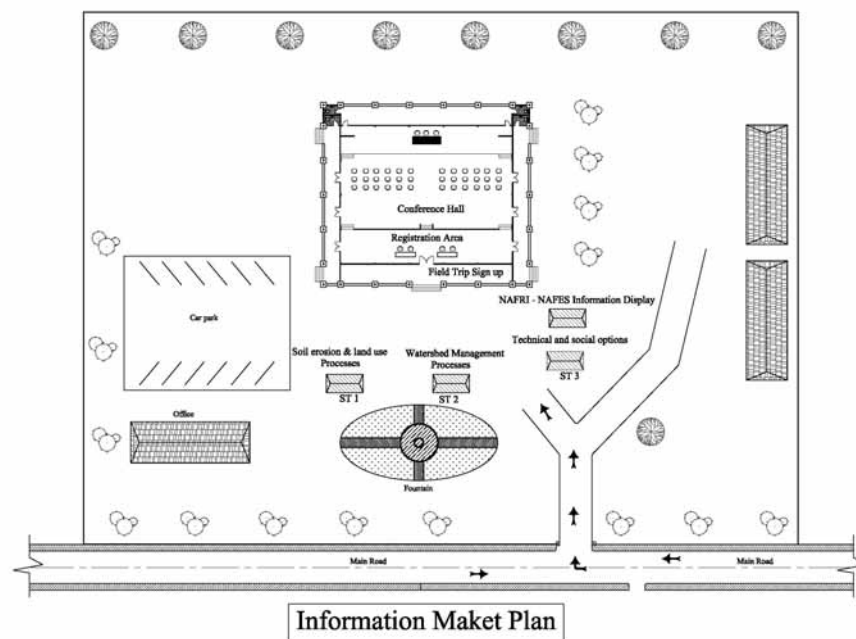 Conference Hall
Registration Area
Field Trip Sign up
NAFRI - NAFES Information Display
Car park
Technical and social options
Soil erosion & land use
Processes
Watershed Management
Processes
ST 1
ST 2
ST 3
Office
Fountain
Main Road
Main Road
Information Maket Plan